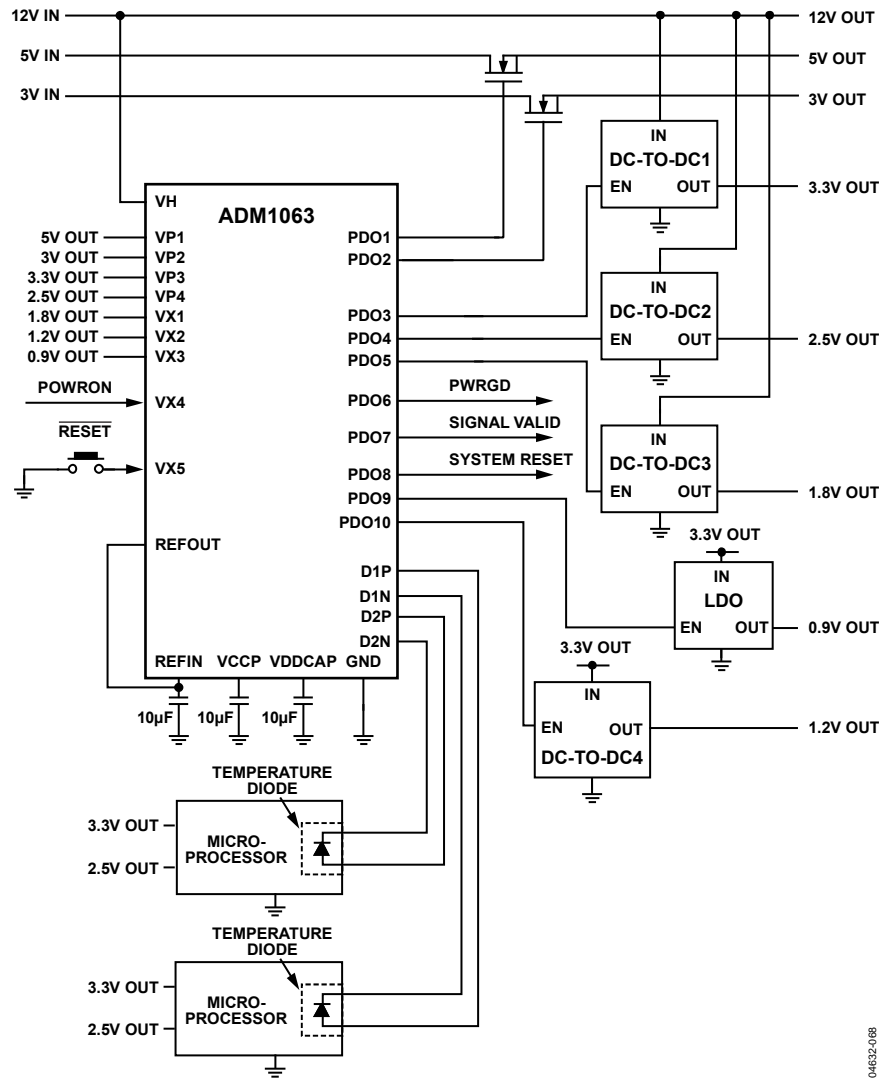 12V IN
12V OUT
5V IN
5V OUT
3V IN
3V OUT
IN
DC-TO-DC1
EN
OUT
3.3V OUT
VH
ADM1063
5V OUT
VP1
PDO1
3V OUT
VP2
PDO2
3.3V OUT
VP3
2.5V OUT
VP4
1.8V OUT
VX1
PDO3
1.2V OUT
VX2
PDO4
0.9V OUT
VX3
PDO5
IN
DC-TO-DC2
EN
OUT
2.5V OUT
POWRON
VX4
PDO6
PWRGD
PDO7
SIGNAL VALID
RESET
VX5
PDO8
SYSTEM RESET
PDO9
PDO10
IN
DC-TO-DC3
EN
OUT
1.8V OUT
REFOUT
3.3V OUT
IN
LDO
EN
OUT
0.9V OUT
D1P
D1N
D2P
D2N
REFIN
VCCP
VDDCAP
GND
10µF
10µF
10µF
3.3V OUT
IN
EN
OUT
DC-TO-DC4
1.2V OUT
TEMPERATURE
DIODE
3.3V OUT
2.5V OUT
MICRO-
PROCESSOR
TEMPERATURE
DIODE
3.3V OUT
2.5V OUT
MICRO-
PROCESSOR
04632-068